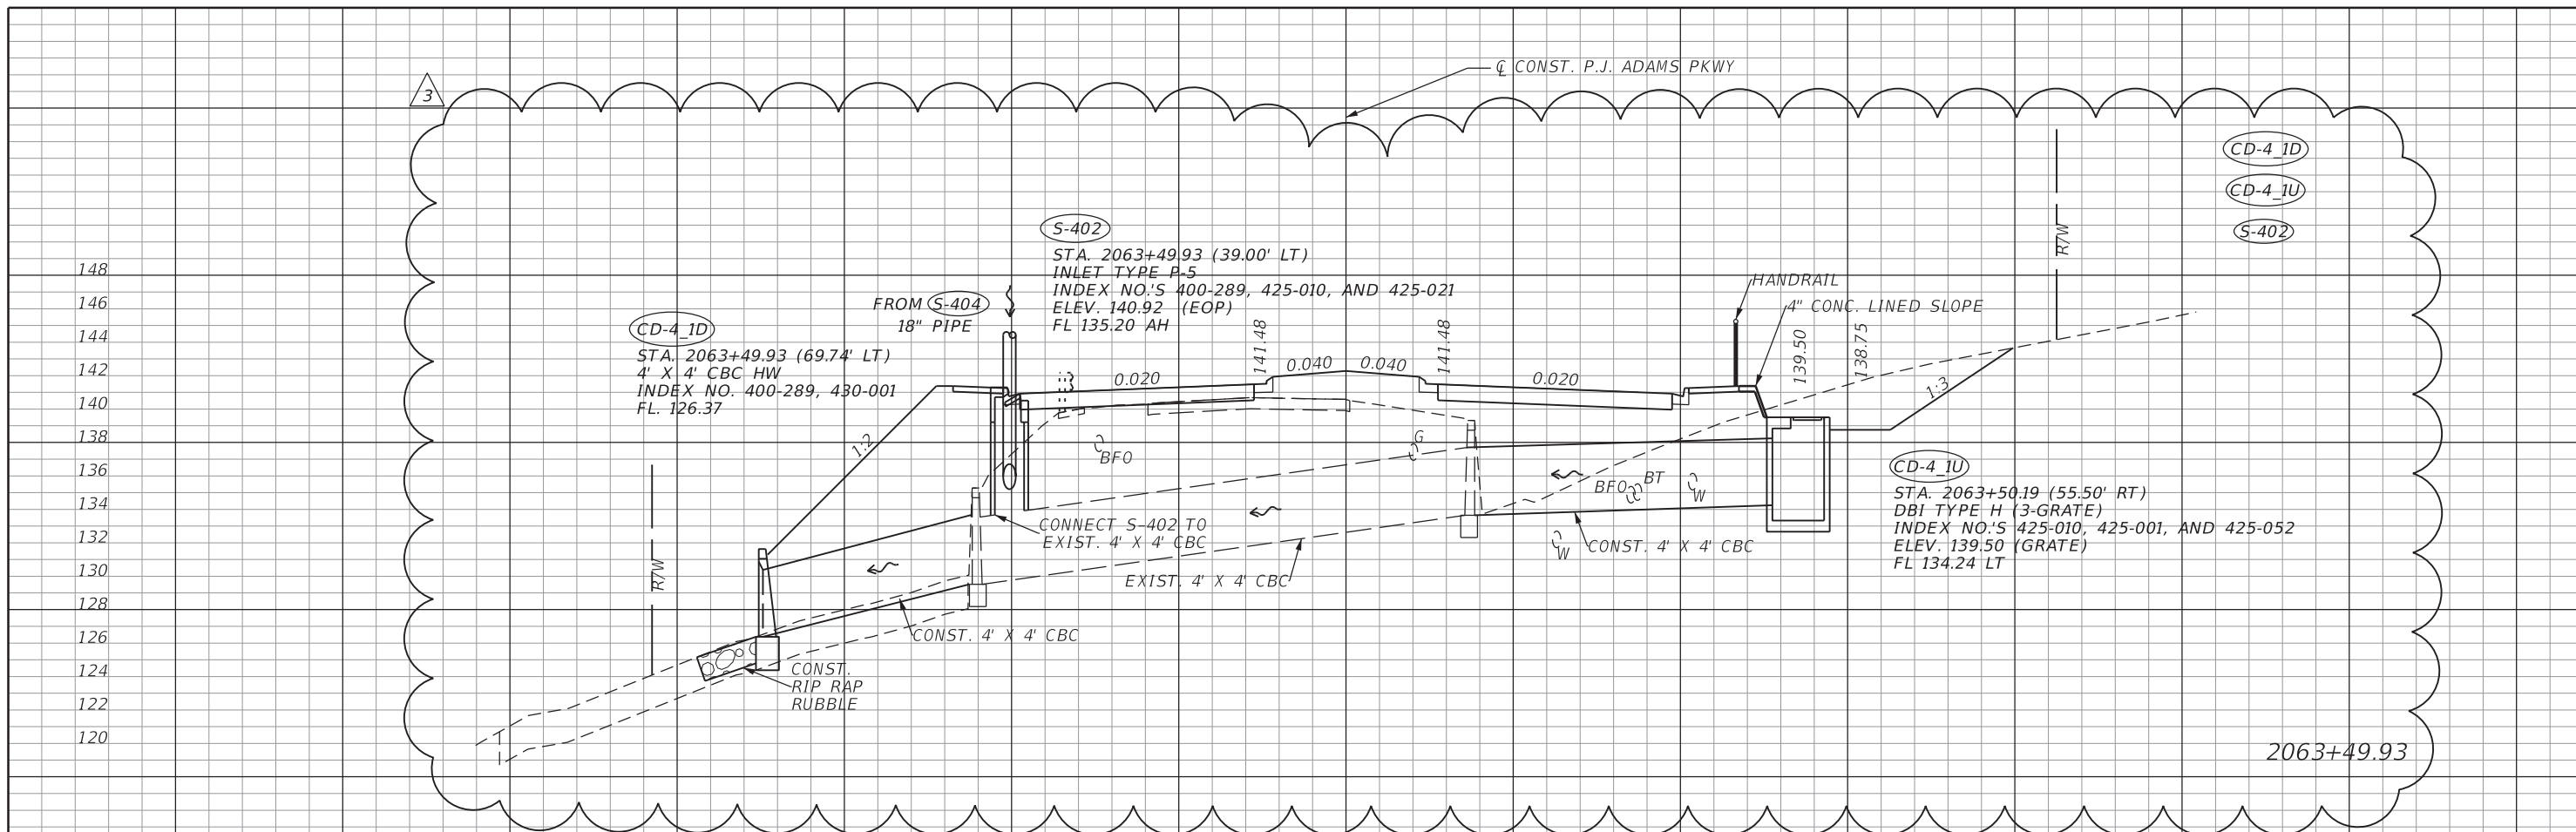 3
℄ CONST. P.J. ADAMS PKWY
CD-4_1D
CD-4_1U
S-402
R/W
S-402
STA. 2063+49.93 (39.00' LT)
INLET TYPE P-5
INDEX NO.'S 400-289, 425-010, AND 425-021
ELEV. 140.92 (EOP)
FL 135.20 AH
FROM S-404
18" PIPE
CD-4_1D
STA. 2063+49.93 (69.74' LT)
4' X 4' CBC HW
INDEX NO. 400-289, 430-001
FL. 126.37
HANDRAIL
4" CONC. LINED SLOPE
148
146
144
142
140
138
136
134
132
130
128
126
124
122
120
141.48
141.48
139.50
138.75
0.020
0.040
0.040
0.020
1:2
1:3
BFO
G
BFO
BT
W
W
CD-4_1U
STA. 2063+50.19 (55.50' RT)
DBI TYPE H (3-GRATE)
INDEX NO.'S 425-010, 425-001, AND 425-052
ELEV. 139.50 (GRATE)
FL 134.24 LT
CONNECT S-402 TO
EXIST. 4' X 4' CBC
CONST. 4' X 4' CBC
EXIST. 4' X 4' CBC
R/W
CONST. 4' X 4' CBC
CONST.
RIP RAP
RUBBLE
2063+49.93